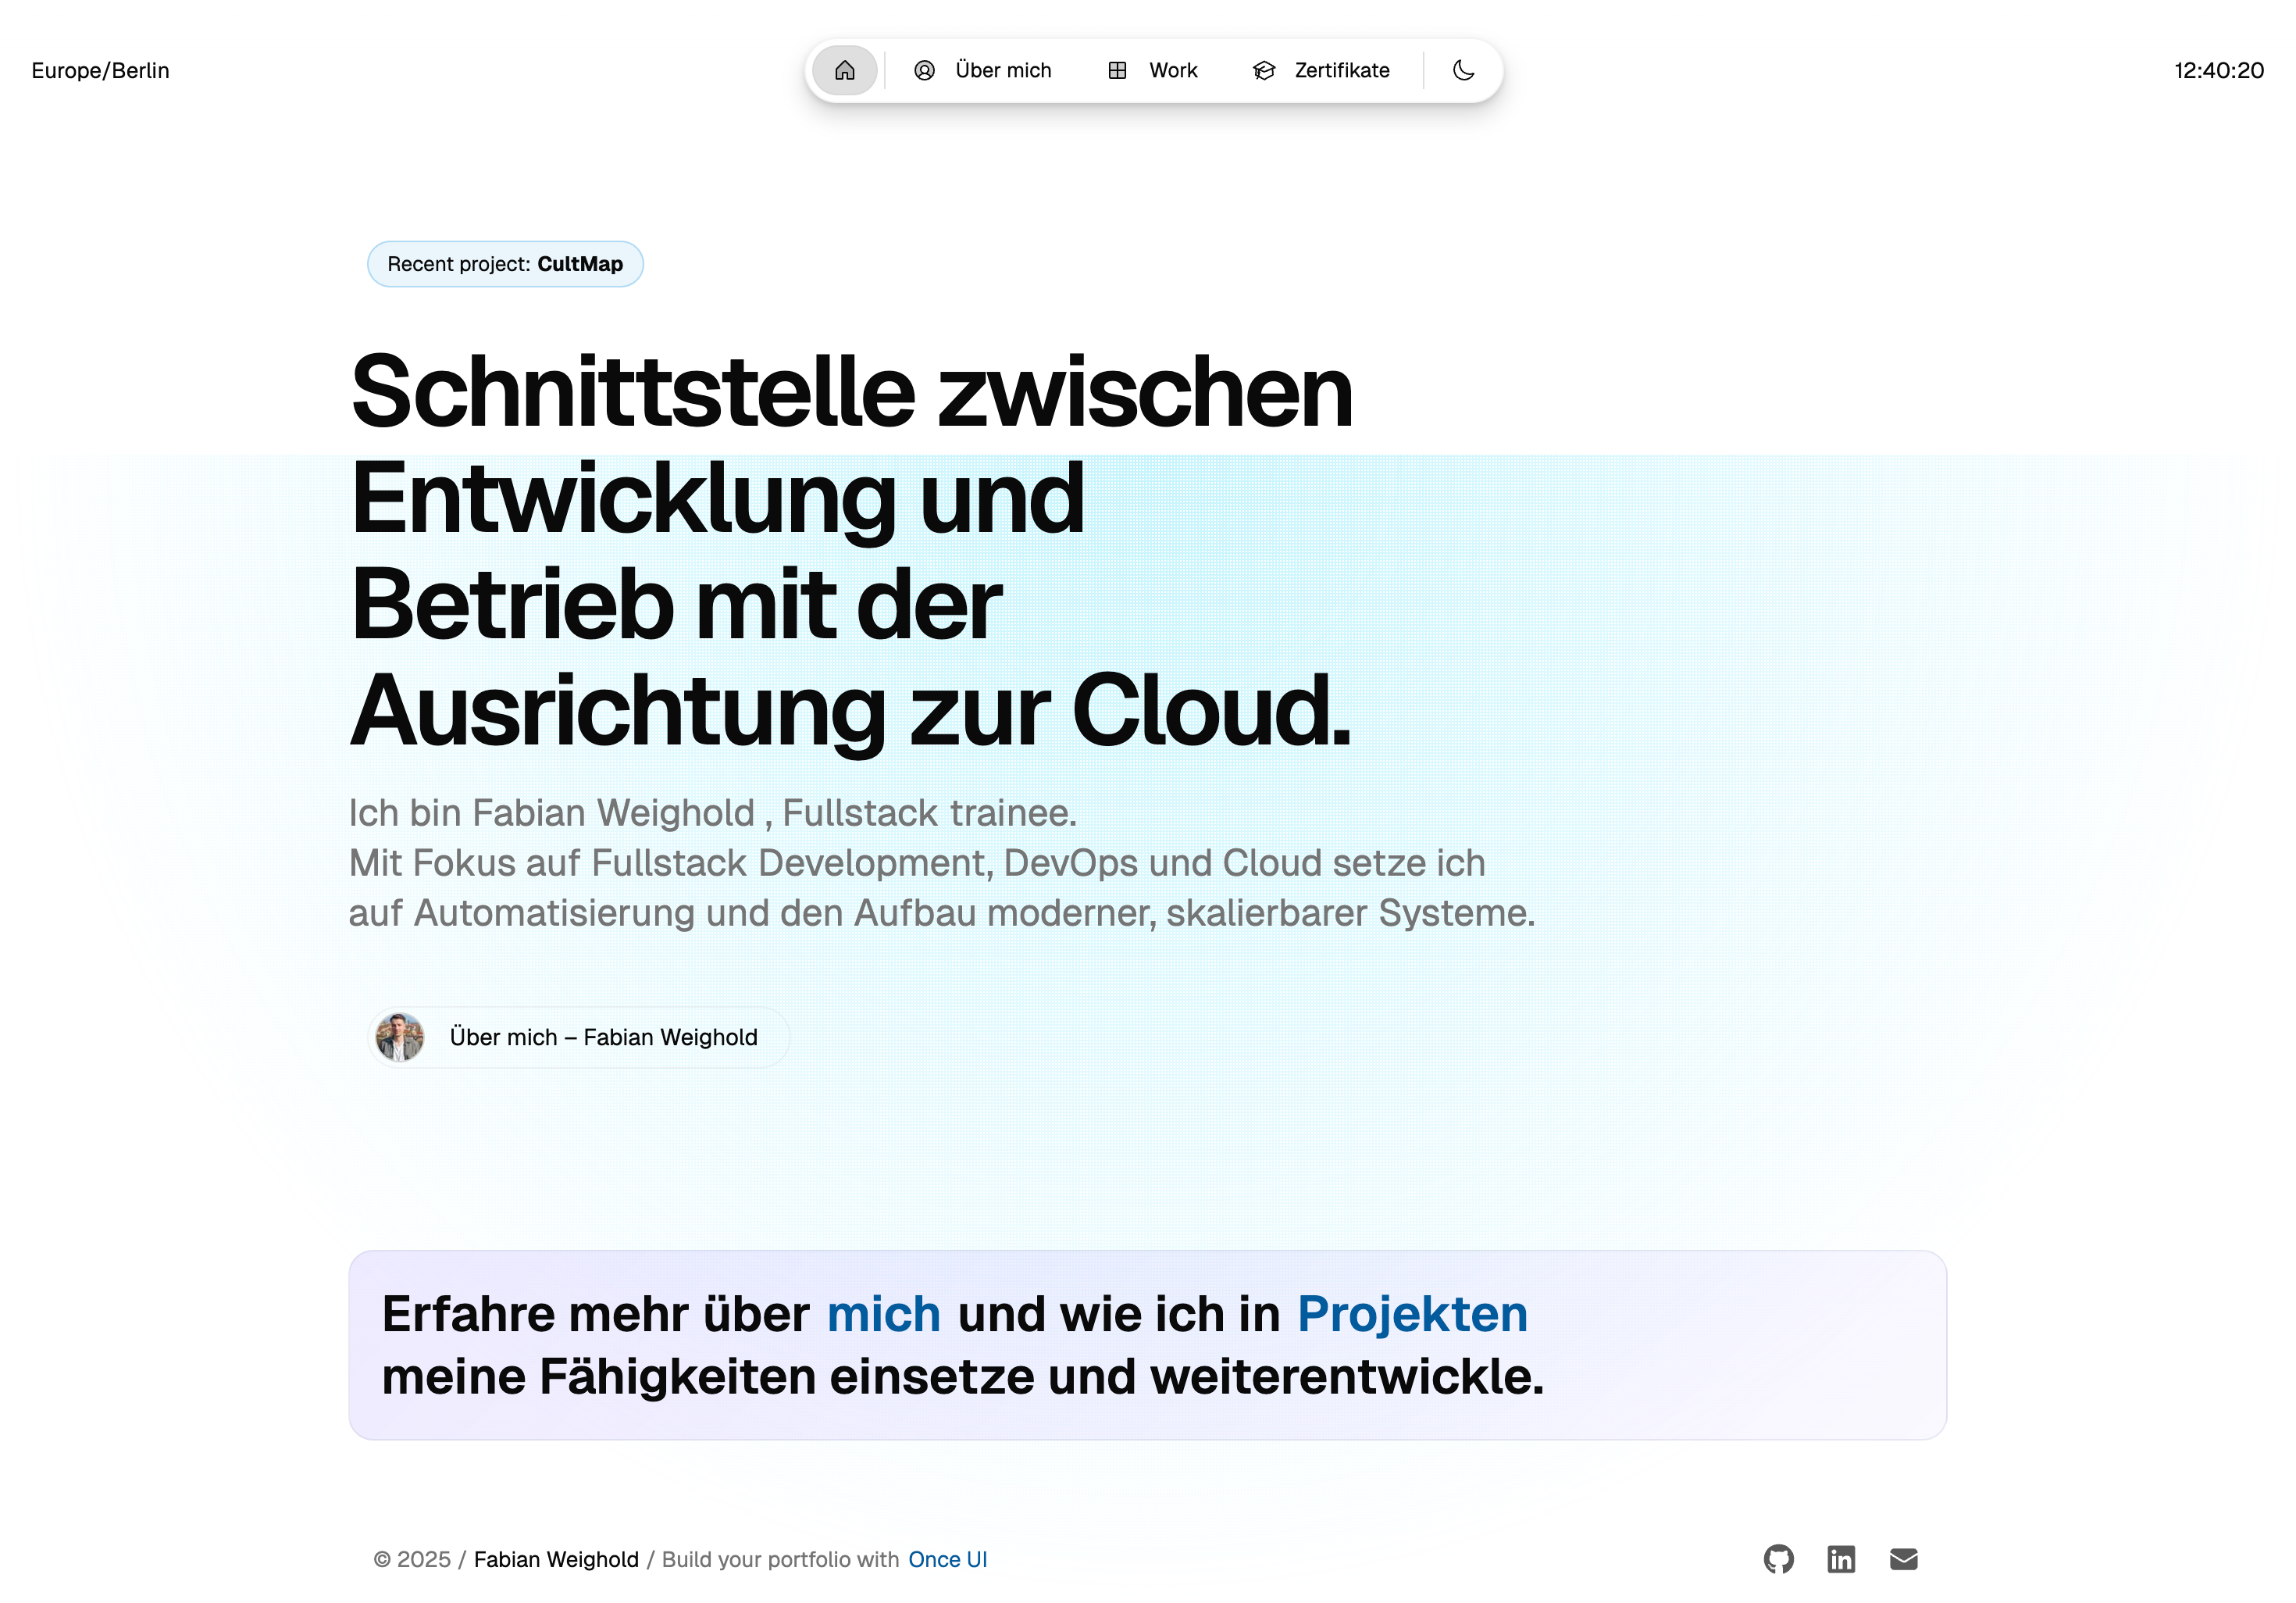 Europe/Berlin
Über mich
Work
Zertifikate
12:40:20
Recent project: CultMap
Schnittstelle zwischen
Entwicklung und
Betrieb mit der
Ausrichtung zur Cloud.
Ich bin Fabian Weighold , Fullstack trainee.
Mit Fokus auf Fullstack Development, DevOps und Cloud setze ich
auf Automatisierung und den Aufbau moderner, skalierbarer Systeme.
Über mich – Fabian Weighold
Erfahre mehr über mich und wie ich in Projekten
meine Fähigkeiten einsetze und weiterentwickle.
© 2025 / Fabian Weighold / Build your portfolio with Once UI
in